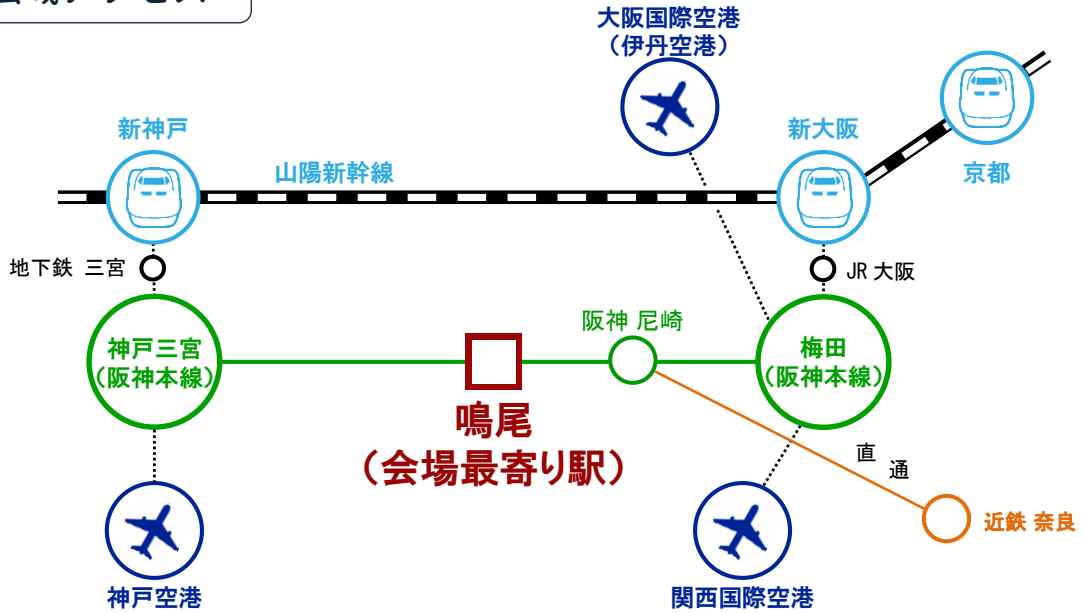 大阪国際空港
（伊丹空港）
新神戸
新大阪
山陽新幹線
京都
地下鉄 三宮
JR 大阪
阪神 尼崎
神戸三宮
（阪神本線）
梅田
（阪神本線）
鳴尾
（会場最寄り駅）
直
通
近鉄 奈良
神戸空港
関西国際空港